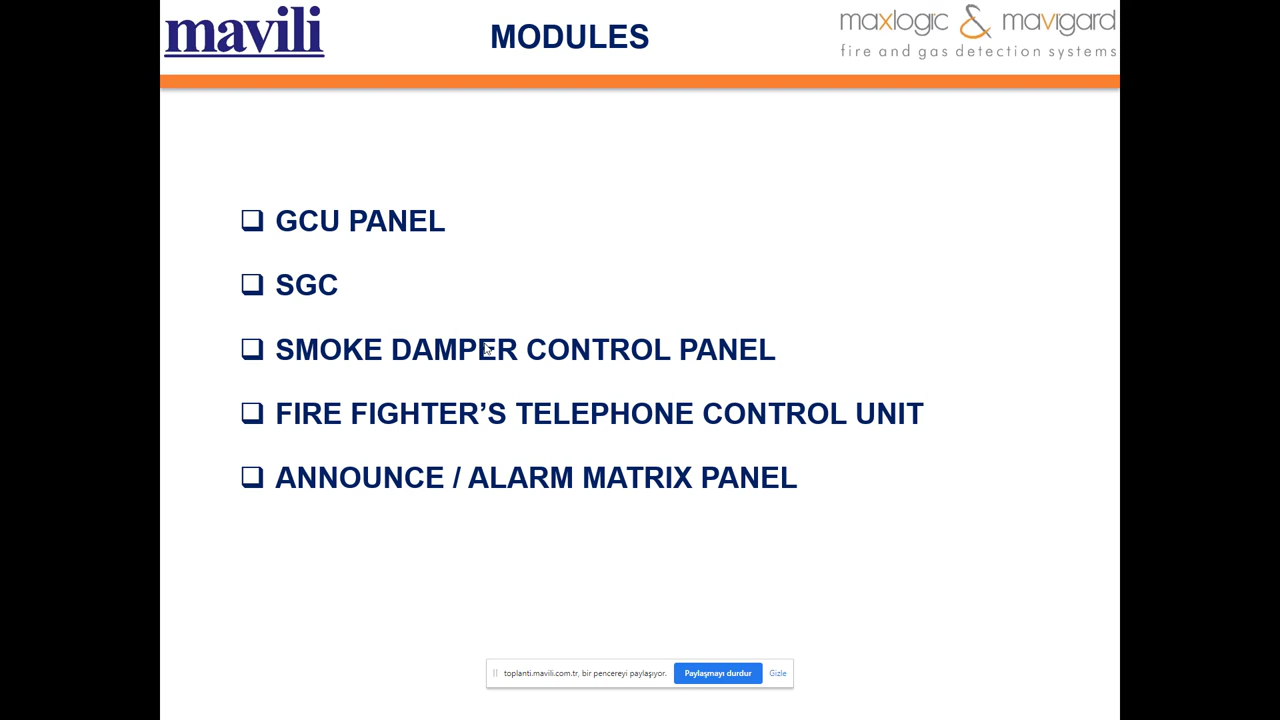 mavili
MODULES
maxlogic & mavigard
fire and gas detection systems
GCU PANEL
SGC
SMOKE DAMPER CONTROL PANEL
FIRE FIGHTER’S TELEPHONE CONTROL UNIT
ANNOUNCE / ALARM MATRIX PANEL
toplanti.mavili.com.tr, bir pencereyi paylaşıyor. Paylaşmayı durdur Gizle